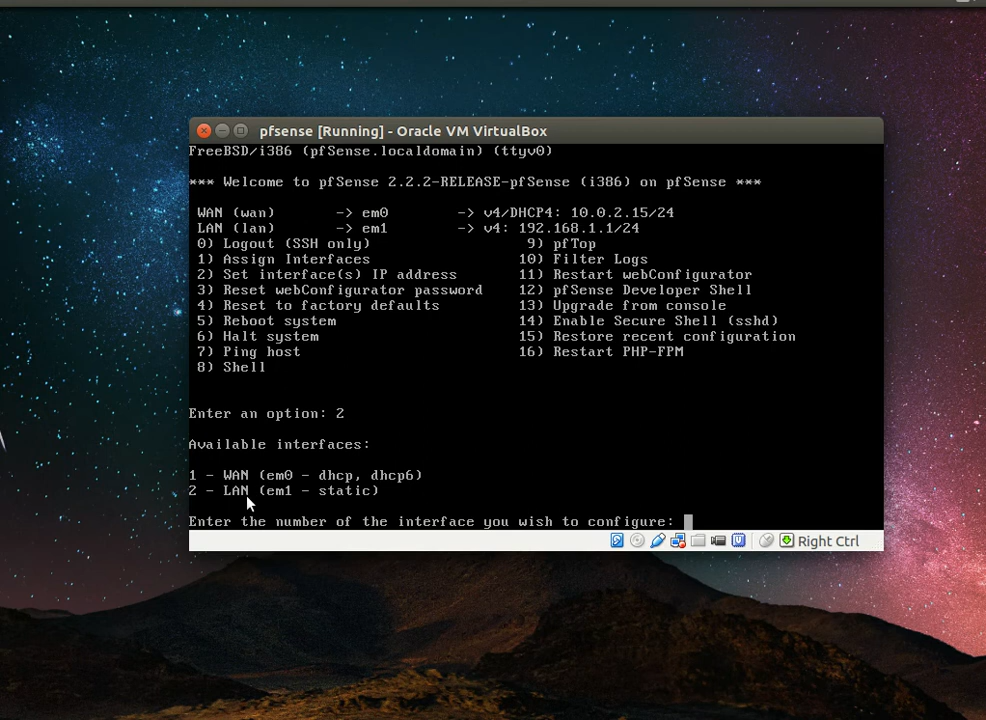 pfsense [Running] - Oracle VM VirtualBox
FreeBSD/i386 (pfSense.localdomain) (ttyv0)
*** Welcome to pfSense 2.2.2-RELEASE-pfSense (i386) on pfSense ***
WAN (wan) -> em0 -> v4/DHCP4: 10.0.2.15/24
LAN (lan) -> em1 -> v4: 192.168.1.1/24
0) Logout (SSH only) 9) pfTop
1) Assign Interfaces 10) Filter Logs
2) Set interface(s) IP address 11) Restart webConfigurator
3) Reset webConfigurator password 12) pfSense Developer Shell
4) Reset to factory defaults 13) Upgrade from console
5) Reboot system 14) Enable Secure Shell (sshd)
6) Halt system 15) Restore recent configuration
7) Ping host 16) Restart PHP-FPM
8) Shell
Enter an option: 2
Available interfaces:
1 - WAN (em0 - dhcp, dhcp6)
2 - LAN (em1 - static)
Enter the number of the interface you wish to configure:
Right Ctrl